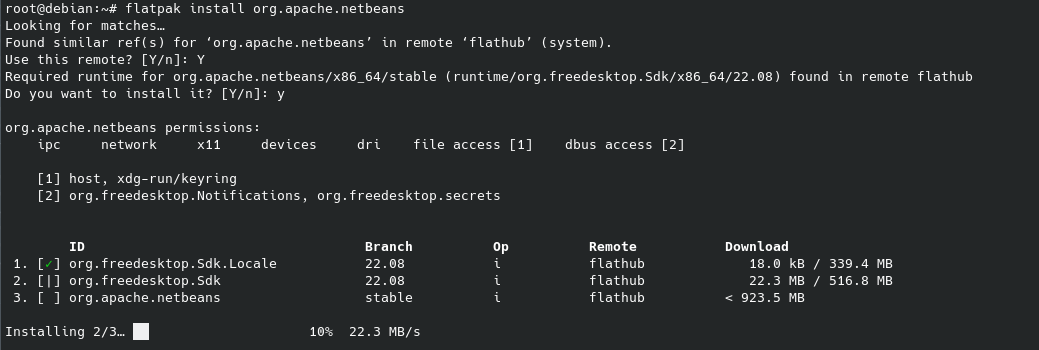 root@debian:~# flatpak install org.apache.netbeans
Looking for matches…
Found similar ref(s) for ‘org.apache.netbeans’ in remote ‘flathub’ (system).
Use this remote? [Y/n]: Y
Required runtime for org.apache.netbeans/x86_64/stable (runtime/org.freedesktop.Sdk/x86_64/22.08) found in remote flathub
Do you want to install it? [Y/n]: y
org.apache.netbeans permissions:
ipc network x11 devices dri file access [1] dbus access [2]
[1] host, xdg-run/keyring
[2] org.freedesktop.Notifications, org.freedesktop.secrets
ID Branch Op Remote Download
1. [✓] org.freedesktop.Sdk.Locale 22.08 i flathub 18.0 kB / 339.4 MB
2. [|] org.freedesktop.Sdk 22.08 i flathub 22.3 MB / 516.8 MB
3. [ ] org.apache.netbeans stable i flathub < 923.5 MB
Installing 2/3… 10% 22.3 MB/s